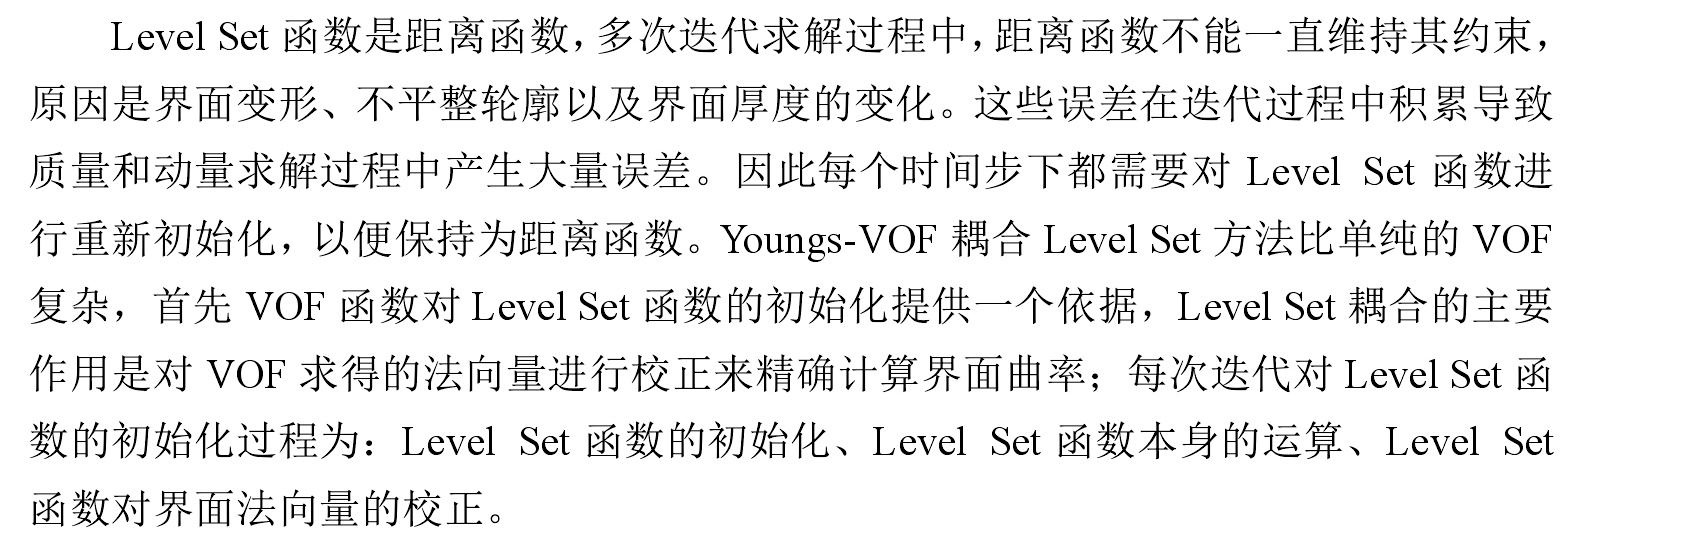 Level Set 函数是距离函数，多次迭代求解过程中，距离函数不能一直维持其约束，
原因是界面变形、不平整轮廓以及界面厚度的变化。这些误差在迭代过程中积累导致
质量和动量求解过程中产生大量误差。因此每个时间步下都需要对 Level Set 函数进
行重新初始化，以便保持为距离函数。Youngs-VOF 耦合 Level Set 方法比单纯的 VOF
复杂，首先 VOF 函数对 Level Set 函数的初始化提供一个依据，Level Set 耦合的主要
作用是对 VOF 求得的法向量进行校正来精确计算界面曲率；每次迭代对 Level Set 函
数的初始化过程为：Level Set 函数的初始化、Level Set 函数本身的运算、Level Set
函数对界面法向量的校正。